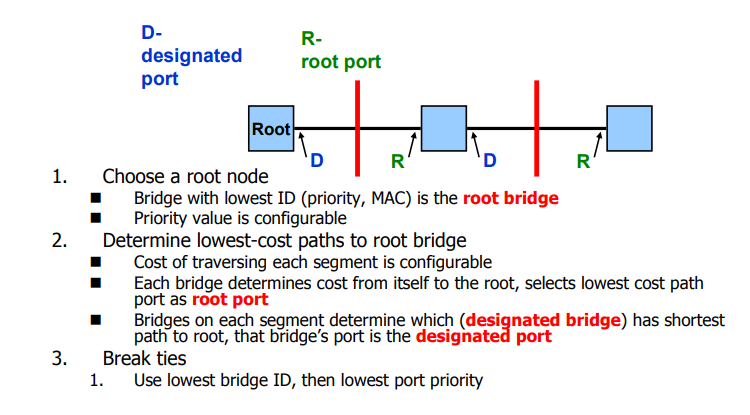 D-
designated
port
R-
root port
Root
D
R
D
R
1. Choose a root node
Bridge with lowest ID (priority, MAC) is the root bridge
Priority value is configurable
2. Determine lowest-cost paths to root bridge
Cost of traversing each segment is configurable
Each bridge determines cost from itself to the root, selects lowest cost path
port as root port
Bridges on each segment determine which (designated bridge) has shortest
path to root, that bridge's port is the designated port
3. Break ties
1. Use lowest bridge ID, then lowest port priority